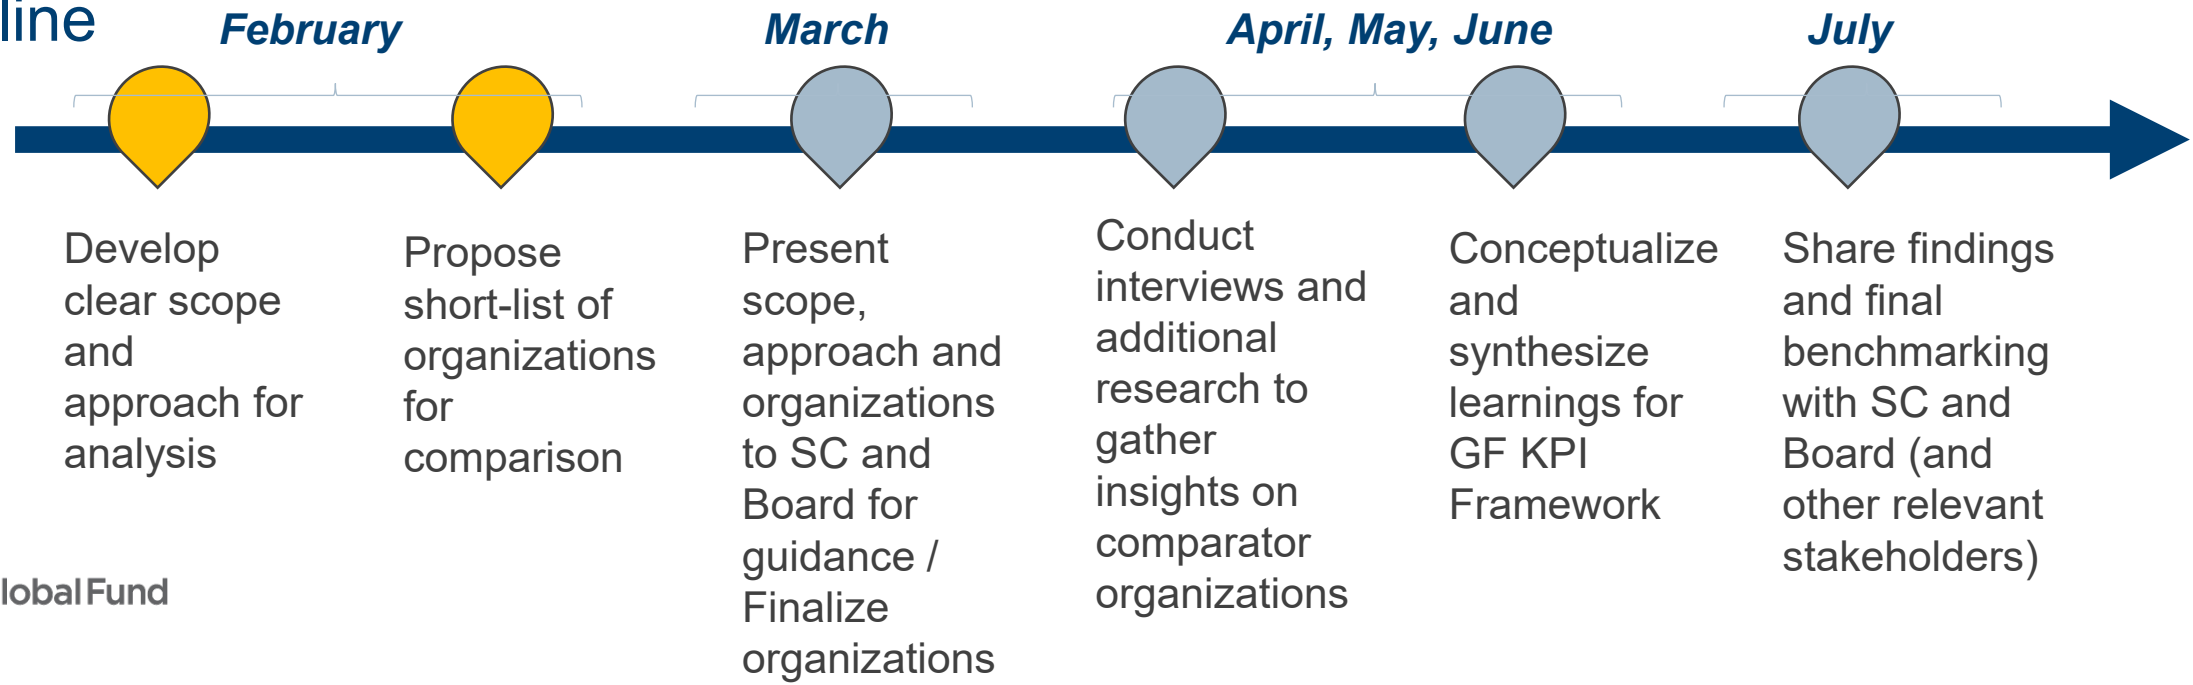 line
February
March
April, May, June
July
Develop
clear scope
and
approach for
analysis
Propose
short-list of
organizations
for
comparison
Present
scope,
approach and
organizations
to SC and
Board for
guidance /
Finalize
organizations
Conduct
interviews and
additional
research to
gather
insights on
comparator
organizations
Conceptualize
and
synthesize
learnings for
GF KPI
Framework
Share findings
and final
benchmarking
with SC and
Board (and
other relevant
stakeholders)
lobal Fund